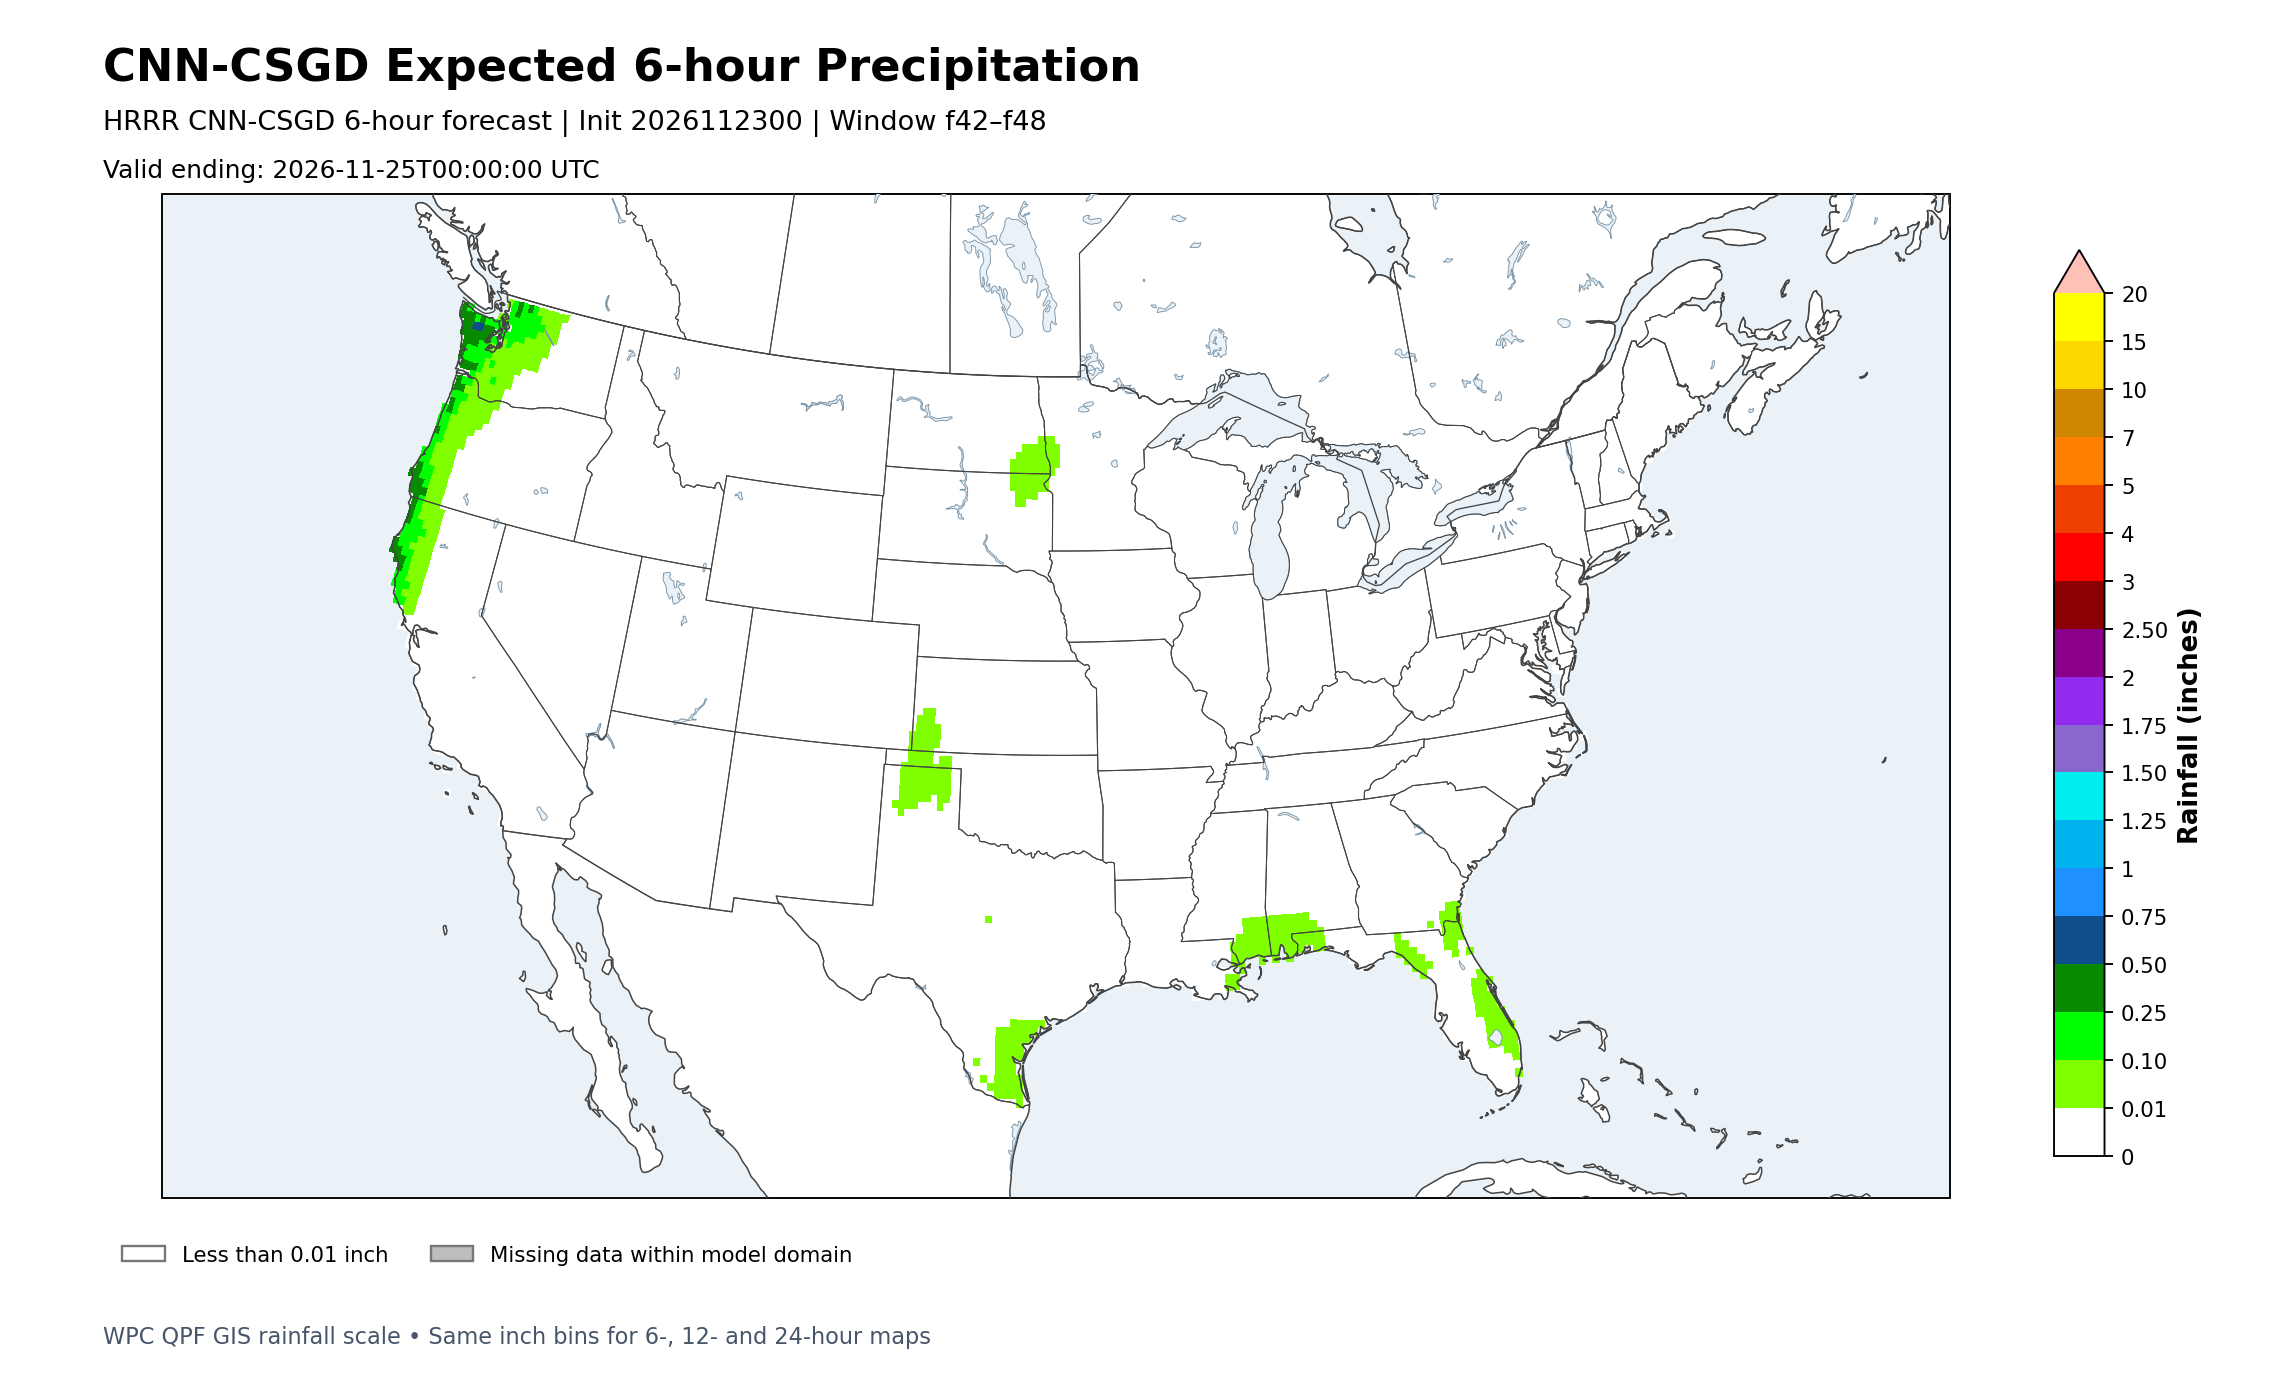 CNN-CSGD Expected 6-hour Precipitation
HRRR CNN-CSGD 6-hour forecast | Init 2026112300 | Window f42–f48
Valid ending: 2026-11-25T00:00:00 UTC
20
15
10
7
5
4
3
2.50
2
1.75
1.50
1.25
1
0.75
0.50
0.25
0.10
0.01
0
Rainfall (inches)
Less than 0.01 inch
Missing data within model domain
WPC QPF GIS rainfall scale • Same inch bins for 6-, 12- and 24-hour maps